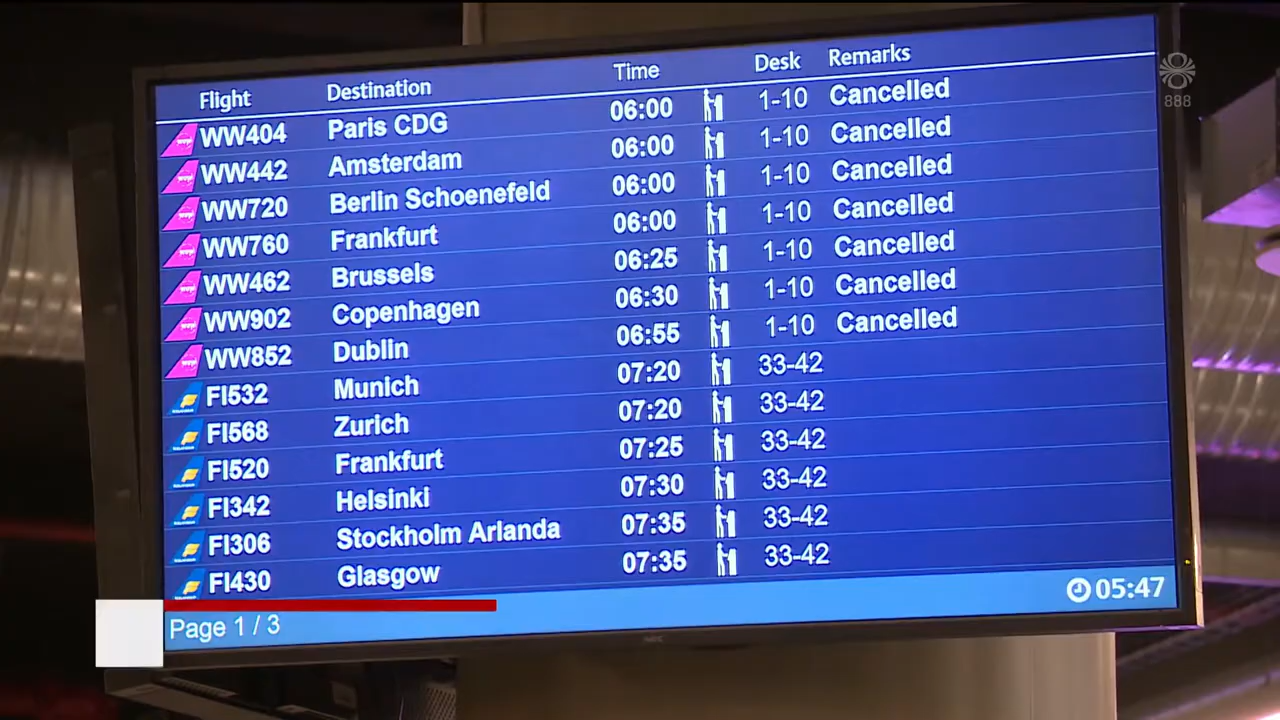 888
Flight Destination Time Desk Remarks
WW404 Paris CDG 06:00 1-10 Cancelled
WW442 Amsterdam 06:00 1-10 Cancelled
WW720 Berlin Schoenefeld 06:00 1-10 Cancelled
WW760 Frankfurt 06:00 1-10 Cancelled
WW462 Brussels 06:25 1-10 Cancelled
WW902 Copenhagen 06:30 1-10 Cancelled
WW852 Dublin 06:55 1-10 Cancelled
FI532 Munich 07:20 33-42
FI568 Zurich 07:20 33-42
FI520 Frankfurt 07:25 33-42
FI342 Helsinki 07:30 33-42
FI306 Stockholm Arlanda 07:35 33-42
FI430 Glasgow 07:35 33-42
05:47
Page 1 / 3